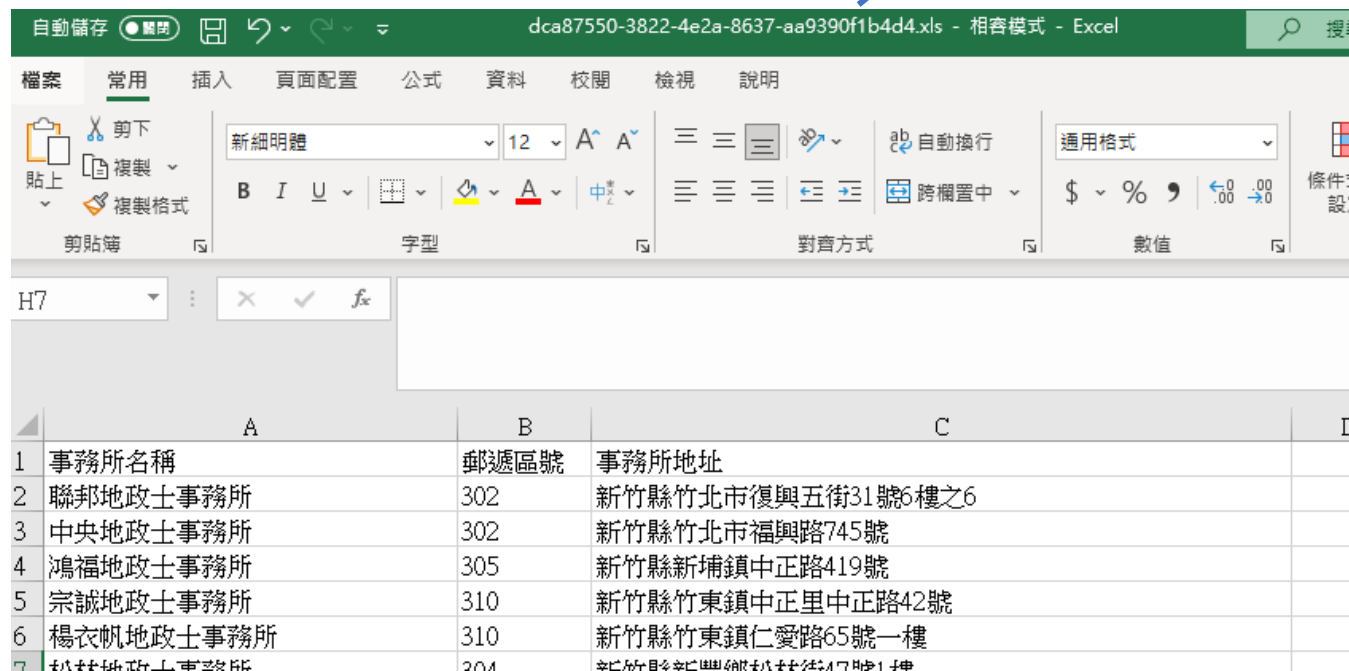 自動儲存 關閉 dca87550-3822-4e2a-8637-aa9390f1b4d4.xls - 相容模式 - Excel
檔案 常用 插入 頁面配置 公式 資料 校閱 檢視 說明
剪下
複製
複製格式
貼上
新細明體 12
自動換行
跨欄置中
通用格式
剪貼簿 字型 對齊方式 數值
H7 fx
A B C
1 事務所名稱 郵遞區號 事務所地址
2 聯邦地政士事務所 302 新竹縣竹北市復興五街31號6樓之6
3 中央地政士事務所 302 新竹縣竹北市福興路745號
4 鴻福地政士事務所 305 新竹縣新埔鎮中正路419號
5 宗誠地政士事務所 310 新竹縣竹東鎮中正里中正路42號
6 楊衣帆地政士事務所 310 新竹縣竹東鎮仁愛路65號一樓